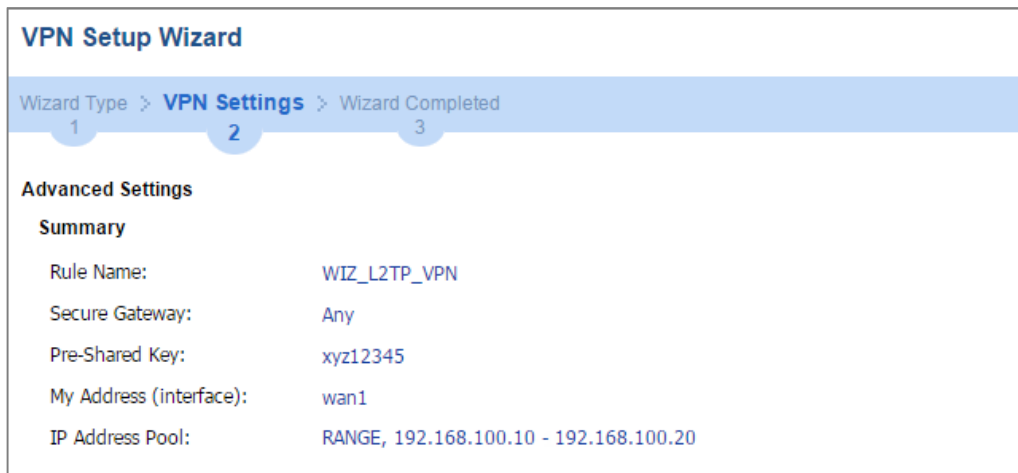 VPN Setup Wizard
Wizard Type > VPN Settings > Wizard Completed
1 2 3
Advanced Settings
Summary
Rule Name: WIZ_L2TP_VPN
Secure Gateway: Any
Pre-Shared Key: xyz12345
My Address (interface): wan1
IP Address Pool: RANGE, 192.168.100.10 - 192.168.100.20